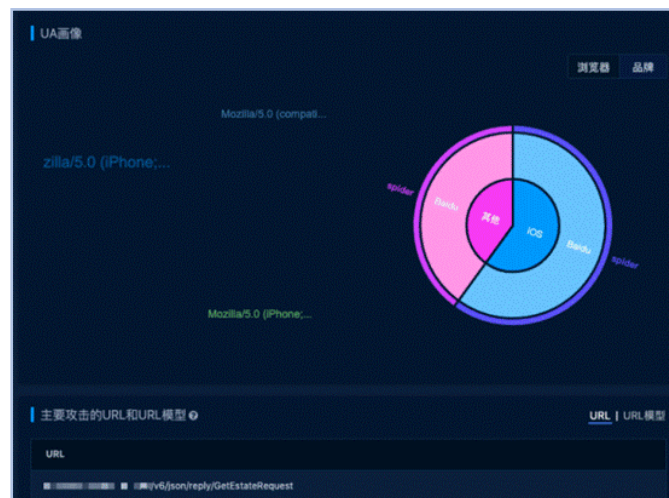 UA画像
浏览器 品牌
Mozilla/5.0 (compati...
zilla/5.0 (iPhone;...
spider
Baidu
其他
iOS
Baidu
spider
Mozilla/5.0 (iPhone;...
主要攻击的URL和URL模型
URL | URL模型
URL
/v6/json/reply/GetEstateRequest